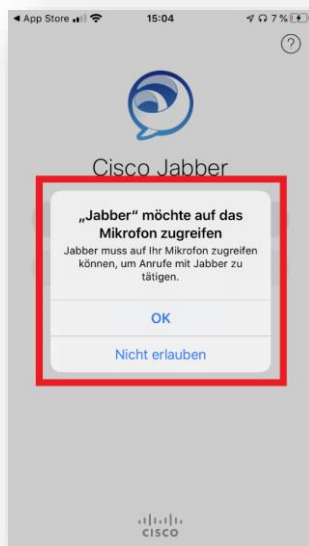 App Store 15:04 7 %
?
Cisco Jabber
„Jabber“ möchte auf das
Mikrofon zugreifen
Jabber muss auf Ihr Mikrofon zugreifen
können, um Anrufe mit Jabber zu
tätigen.
OK
Nicht erlauben
CISCO